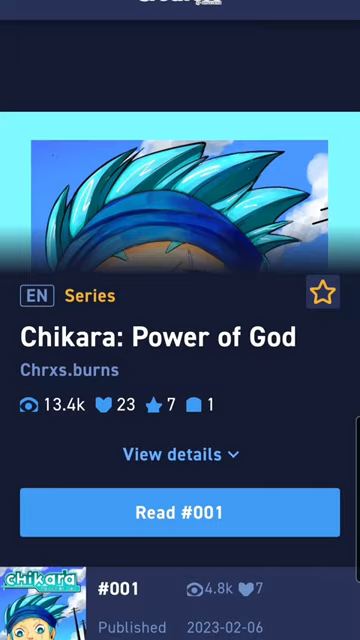 EN Series
Chikara: Power of God
Chrxs.burns
13.4k 23 7 1
View details
Read #001
chikara
#001 4.8k 7
Published 2023-02-06